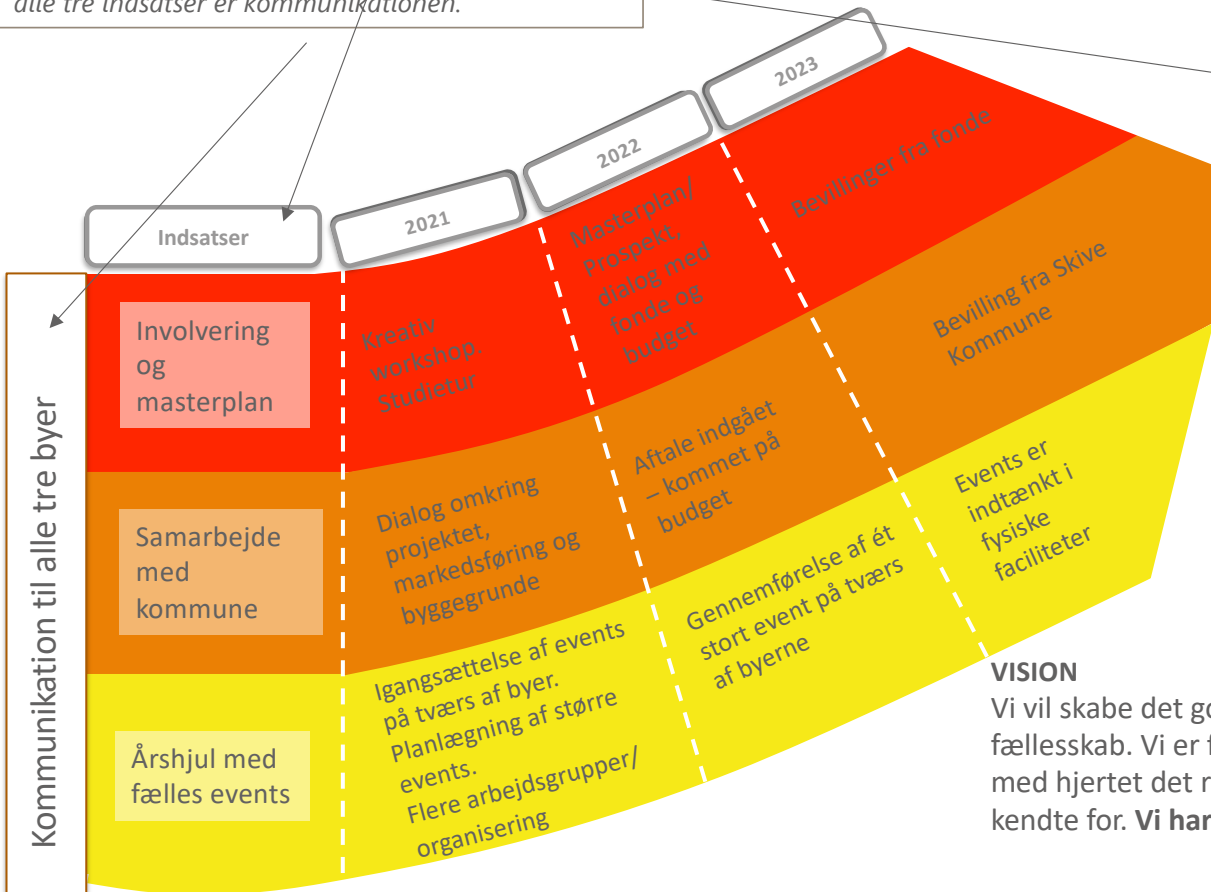 alle tre indsatser er kommunikationen.
Indsatser
2021
2022
2023
Kommunikation til alle tre byer
Involvering
og
masterplan
Kreativ
workshop.
Studietur
Masterplan/
Prospekt,
dialog med
fonde og
budget
Bevillinger fra fonde
Samarbejde
med
kommune
Dialog omkring
projektet,
markedsføring og
byggegrunde
Aftale indgået
– kommet på
budget
Bevilling fra Skive
Kommune
Årshjul med
fælles events
Igangsættelse af events
på tværs af byer.
Planlægning af større
events.
Flere arbejdsgrupper/
organisering
Gennemførelse af ét
stort event på tværs
af byerne
Events er
indtænkt i
fysiske
faciliteter
VISION
Vi vil skabe det
fællesskab. Vi er
med hjertet det
kendte for. Vi har